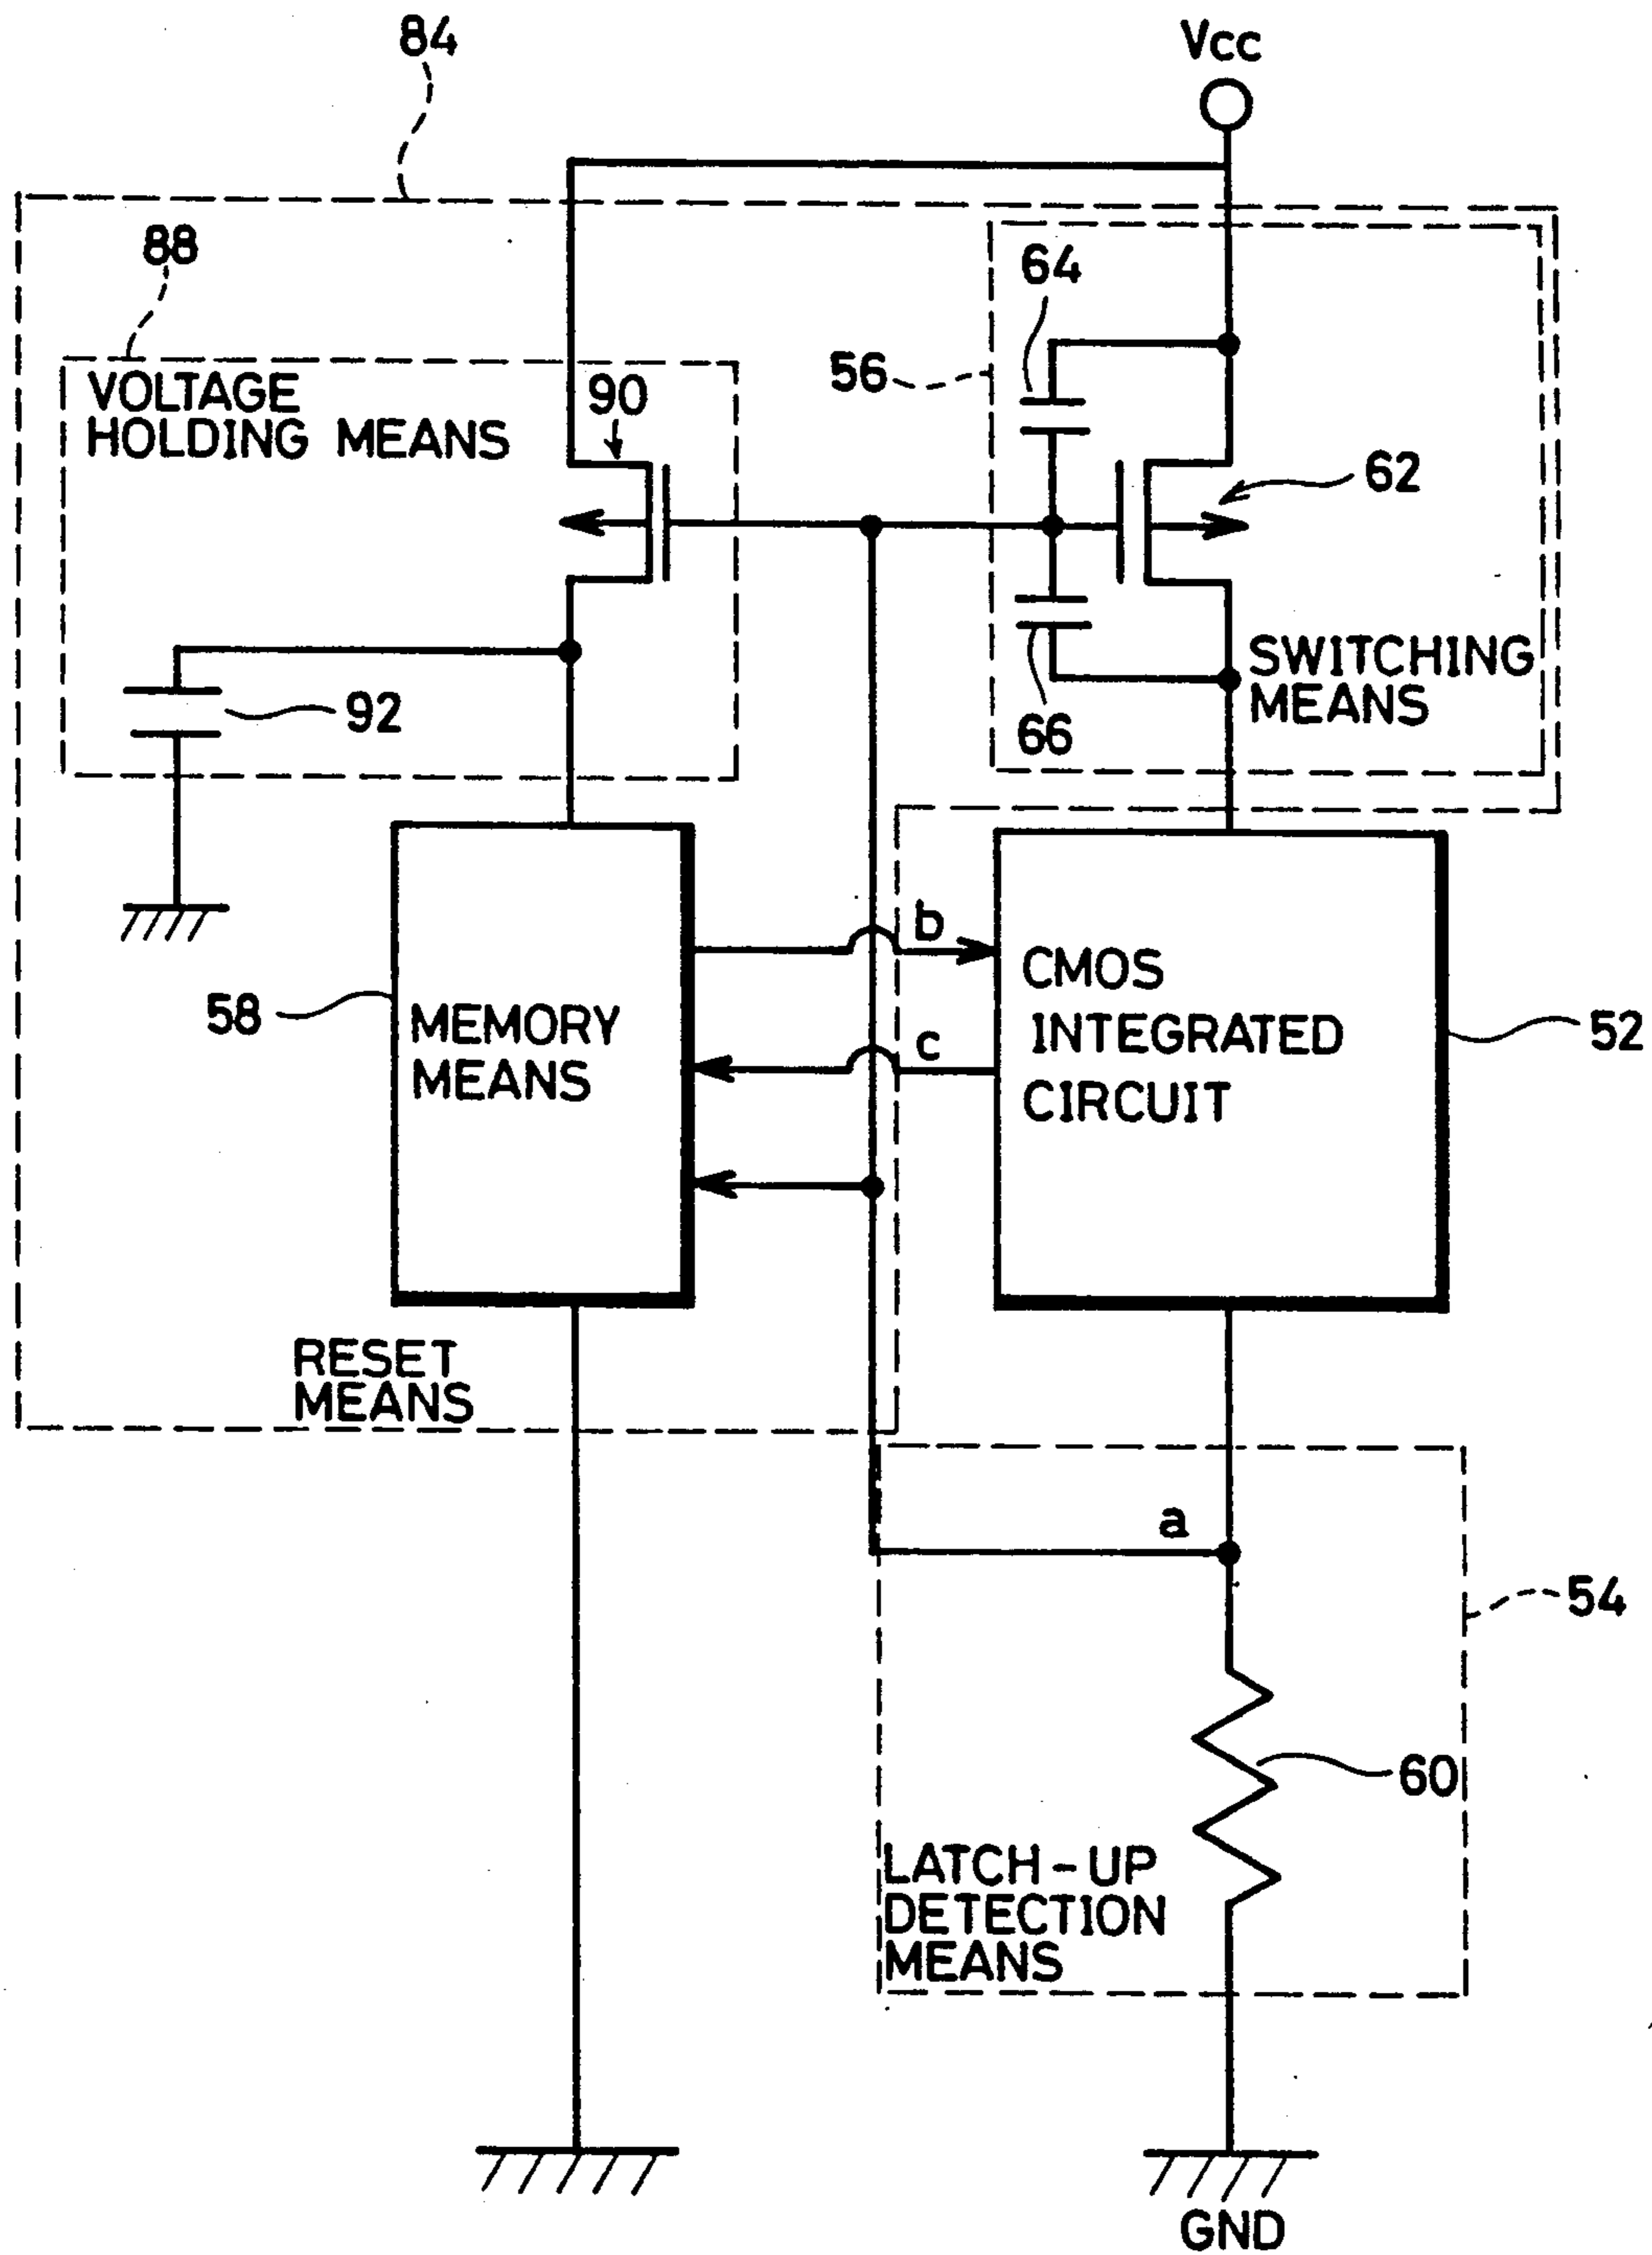 84
Vcc
88
64
VOLTAGE
HOLDING MEANS
90
56
62
92
66
SWITCHING
MEANS
58
MEMORY
MEANS
b
c
CMOS
INTEGRATED
CIRCUIT
52
RESET
MEANS
a
54
60
LATCH-UP
DETECTION
MEANS
GND